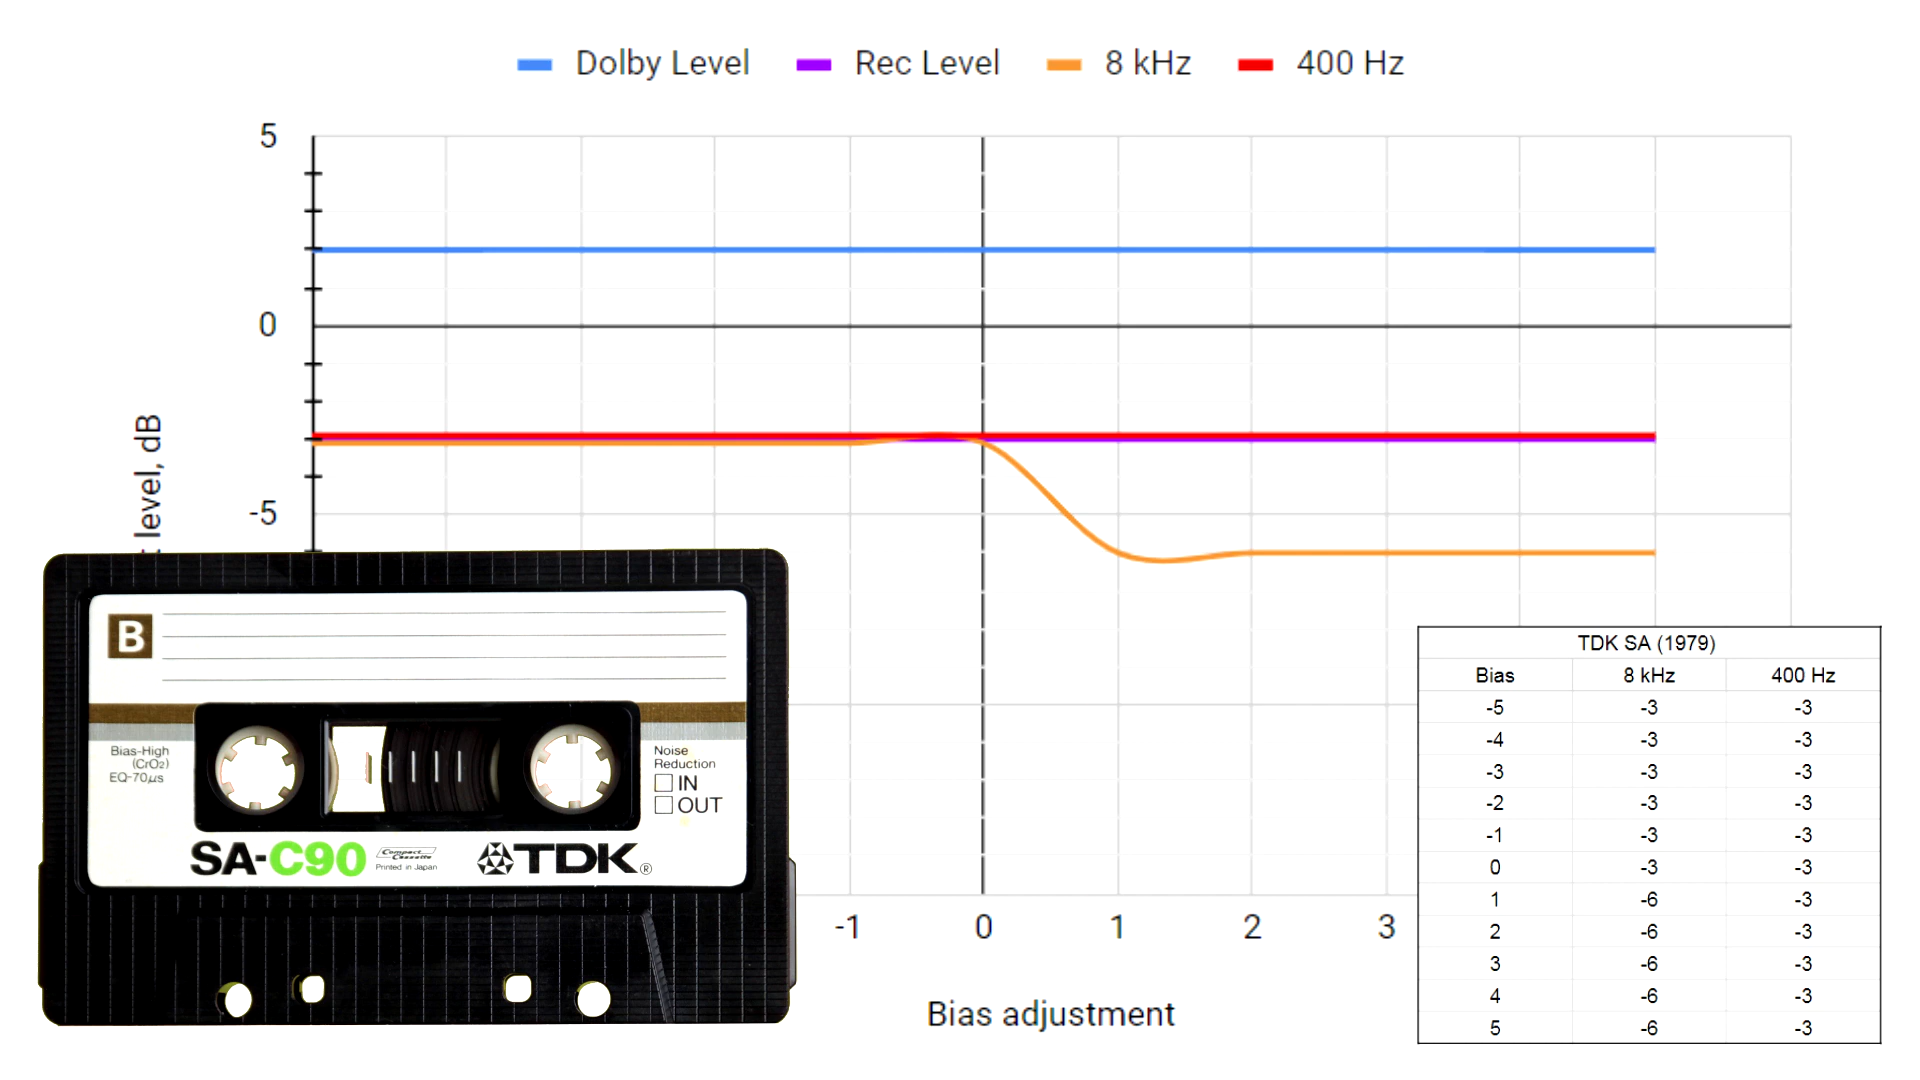 Dolby Level Rec Level 8 kHz 400 Hz
5
0
-5
level, dB
-1 0 1 2 3
Bias adjustment
B
Bias-High
(CrO2)
EQ-70μs
Noise
Reduction
IN
OUT
SA-C90
Compact
Cassette
Printed in Japan
TDK®
TDK SA (1979)
Bias 8 kHz 400 Hz
-5 -3 -3
-4 -3 -3
-3 -3 -3
-2 -3 -3
-1 -3 -3
0 -3 -3
1 -6 -3
2 -6 -3
3 -6 -3
4 -6 -3
5 -6 -3